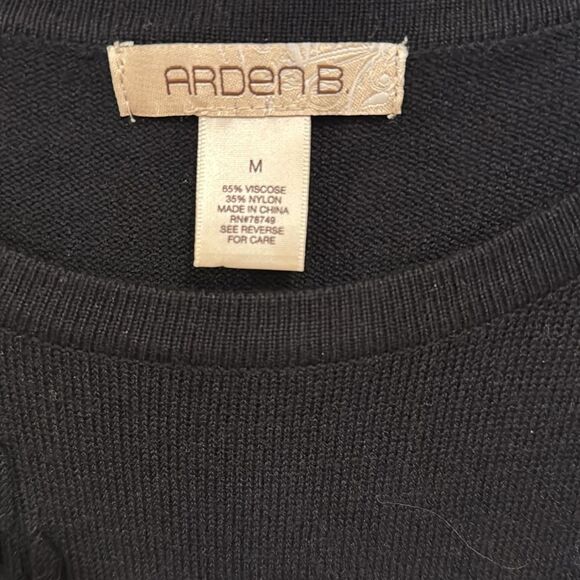 ARDEN B.
M
65% VISCOSE
35% NYLON
MADE IN CHINA
RN#78749
SEE REVERSE
FOR CARE